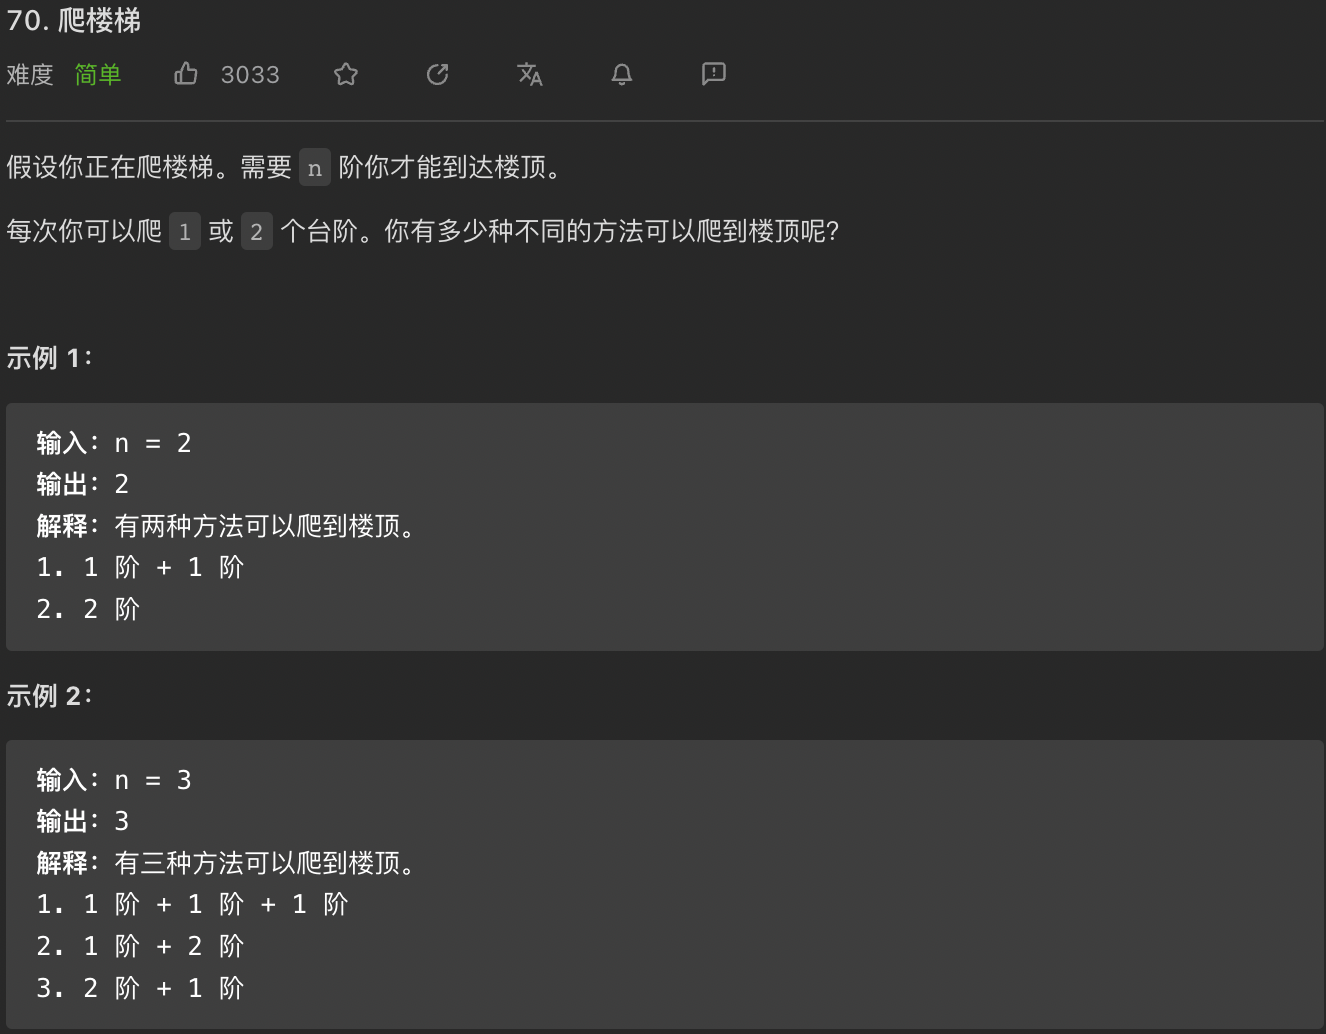 70. 爬楼梯
难度 简单 3033
假设你正在爬楼梯。需要 n 阶你才能到达楼顶。
每次你可以爬 1 或 2 个台阶。你有多少种不同的方法可以爬到楼顶呢?
示例 1:
输入: n = 2
输出: 2
解释: 有两种方法可以爬到楼顶。
1. 1 阶 + 1 阶
2. 2 阶
示例 2:
输入: n = 3
输出: 3
解释: 有三种方法可以爬到楼顶。
1. 1 阶 + 1 阶 + 1 阶
2. 1 阶 + 2 阶
3. 2 阶 + 1 阶